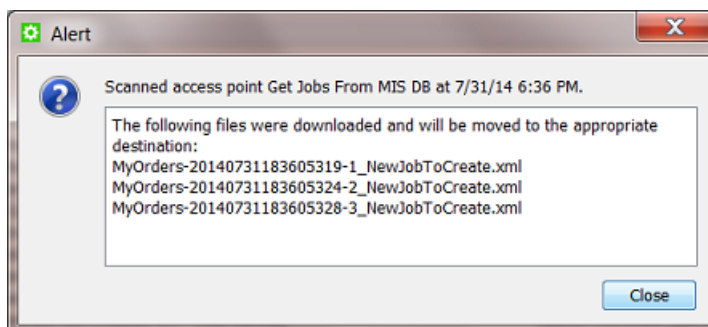 Alert
Scanned access point Get Jobs From MIS DB at 7/31/14 6:36 PM.
The following files were downloaded and will be moved to the appropriate
destination:
MyOrders-20140731183605319-1_NewJobToCreate.xml
MyOrders-20140731183605324-2_NewJobToCreate.xml
MyOrders-20140731183605328-3_NewJobToCreate.xml
Close